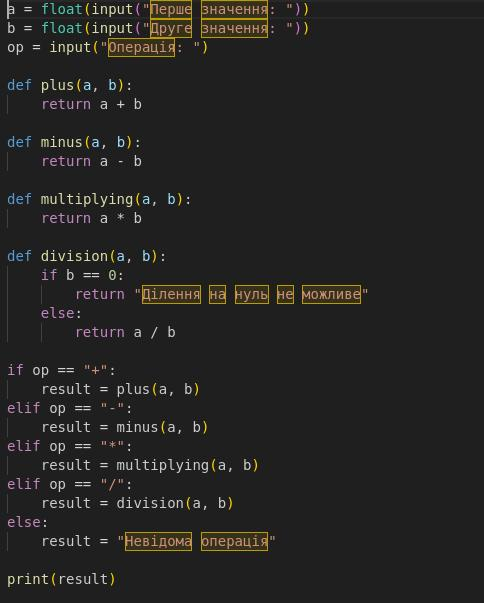 a = float(input("Перше значення: "))
b = float(input("Друге значення: "))
op = input("Операція: ")

def plus(a, b):
    return a + b

def minus(a, b):
    return a - b

def multiplying(a, b):
    return a * b

def division(a, b):
    if b == 0:
        return "Ділення на нуль не можливе"
    else:
        return a / b

if op == "+":
    result = plus(a, b)
elif op == "-":
    result = minus(a, b)
elif op == "*":
    result = multiplying(a, b)
elif op == "/":
    result = division(a, b)
else:
    result = "Невідома операція"

print(result)